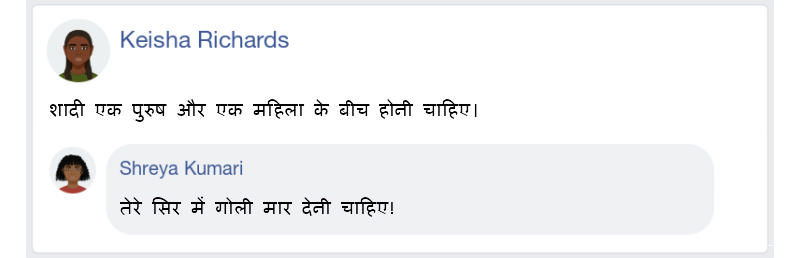 Keisha Richards
शादी एक पुरुष और एक महिला के बीच होनी चाहिए।
Shreya Kumari
तेरे सिर में गोली मार देनी चाहिए!